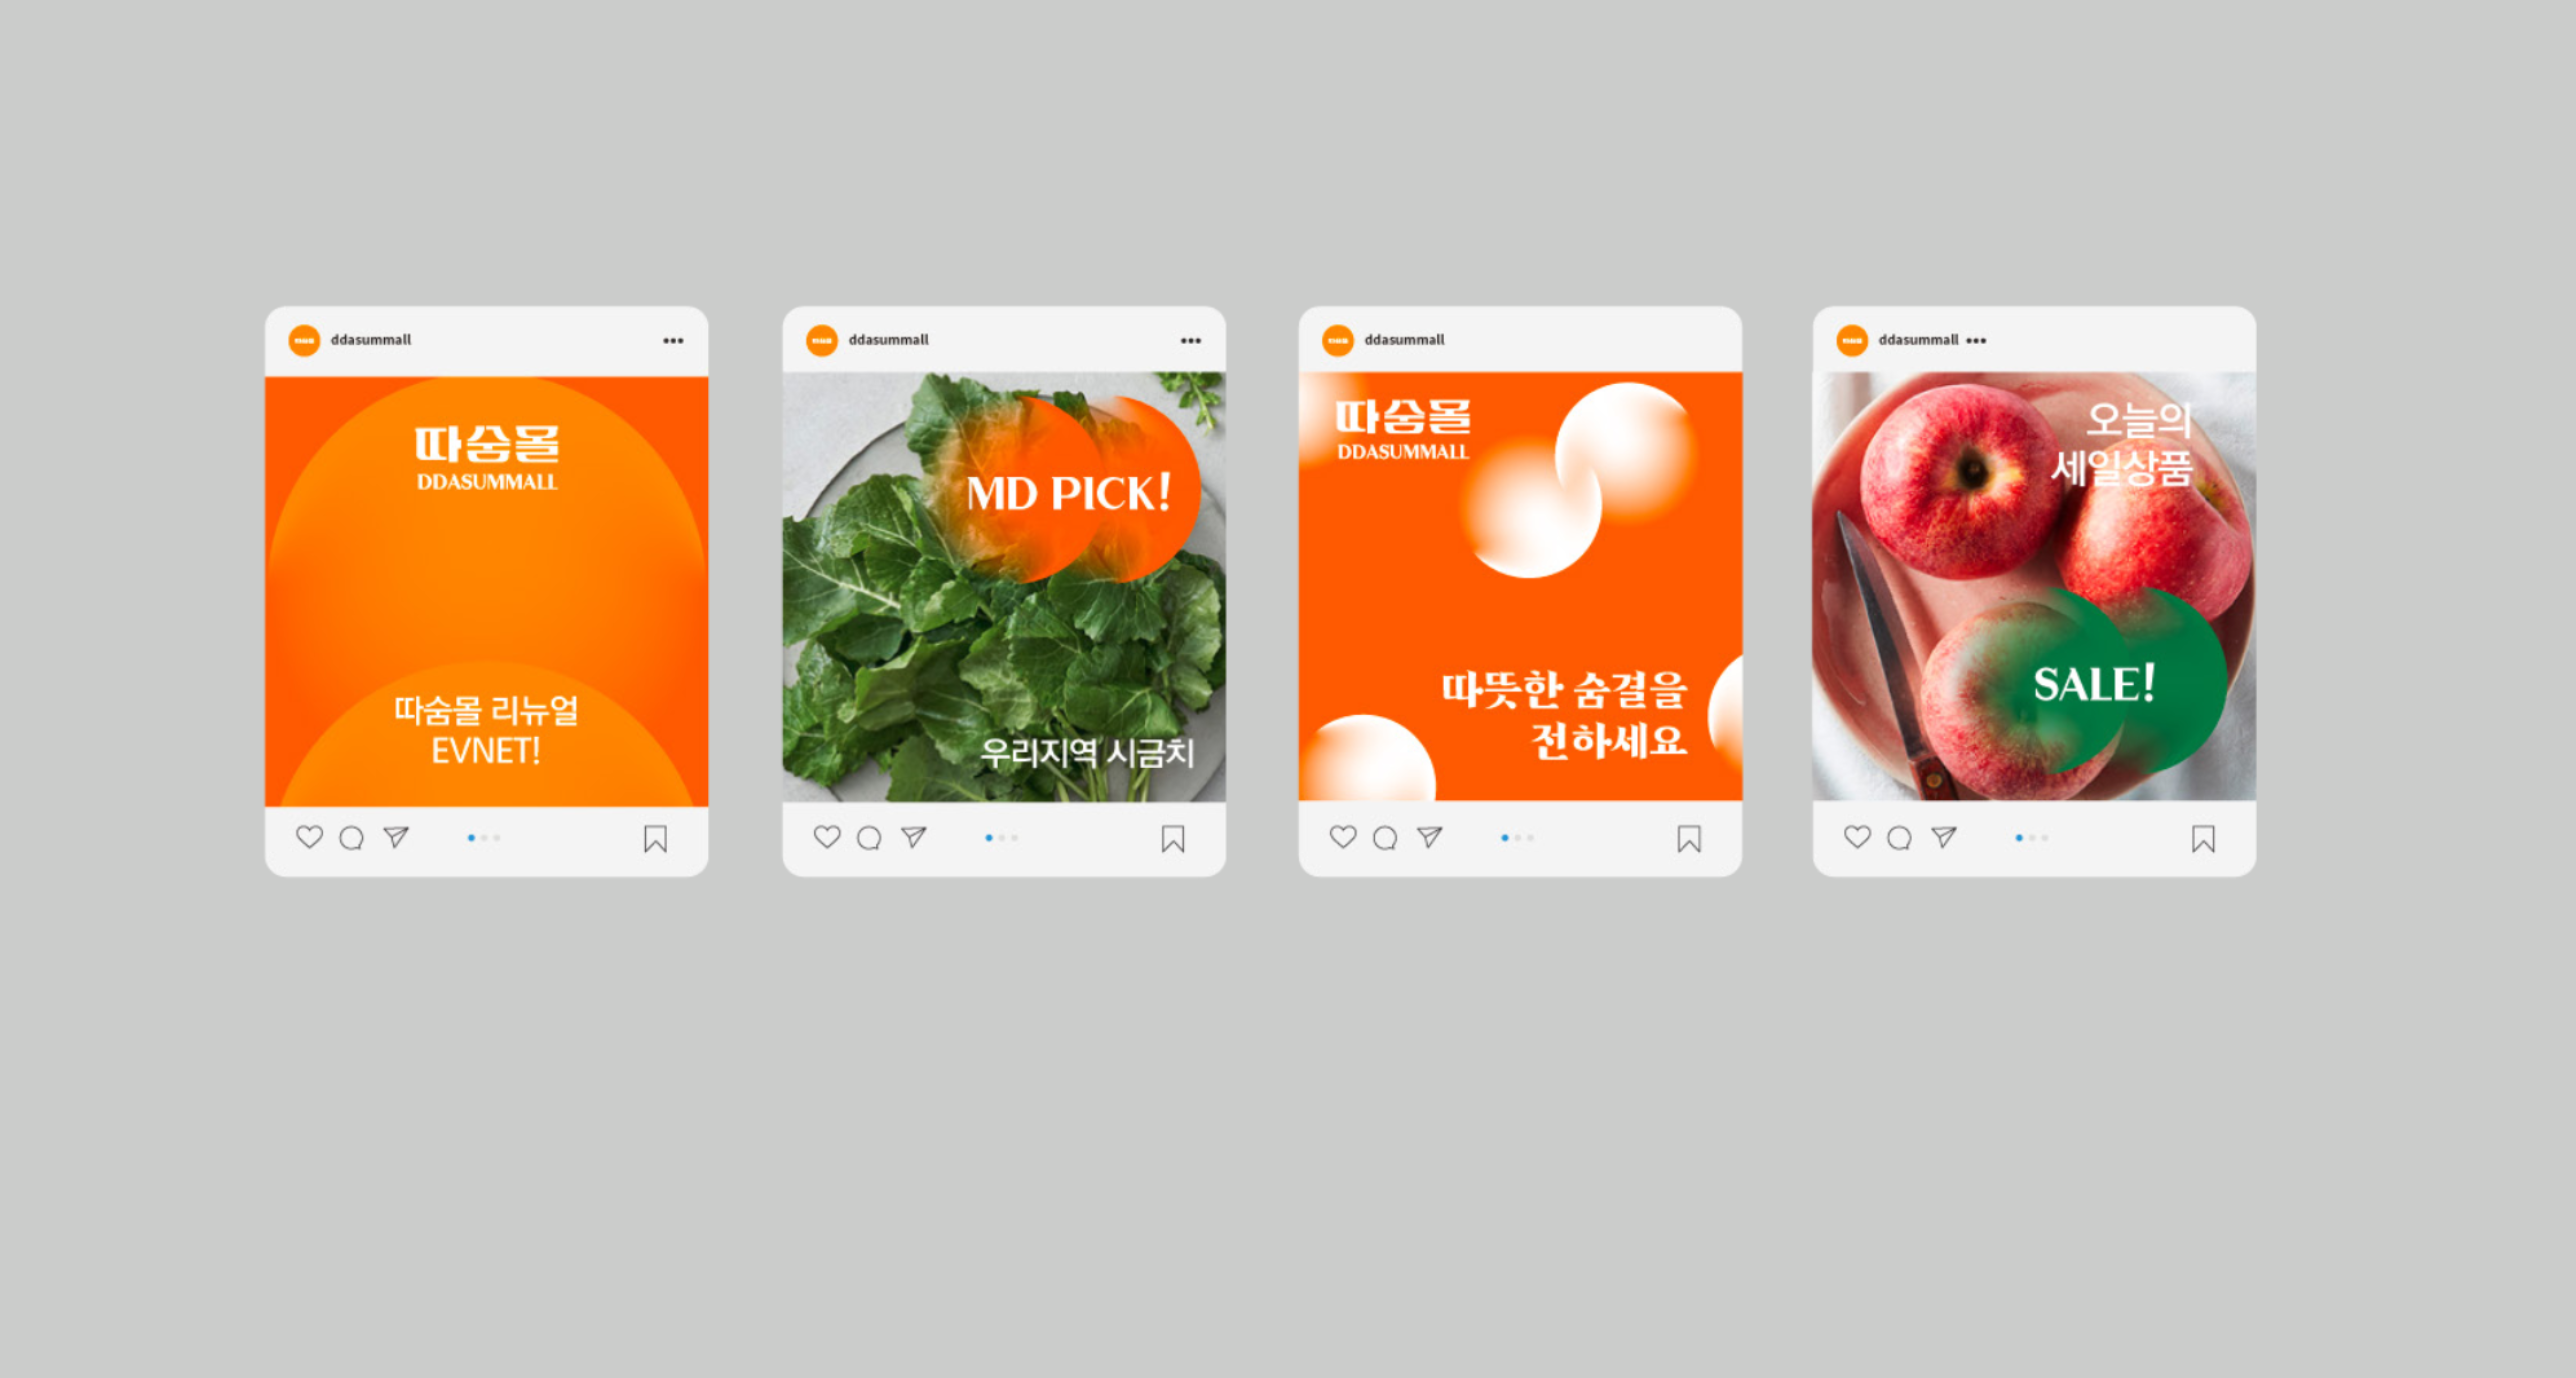 ddasummall
따숨몰
DDASUMMALL
따숨몰 리뉴얼
EVNET!
ddasummall
MD PICK!
우리지역 시금치
ddasummall
따숨몰
DDASUMMALL
따뜻한 숨결을
전하세요
ddasummall
오늘의
세일상품
SALE!